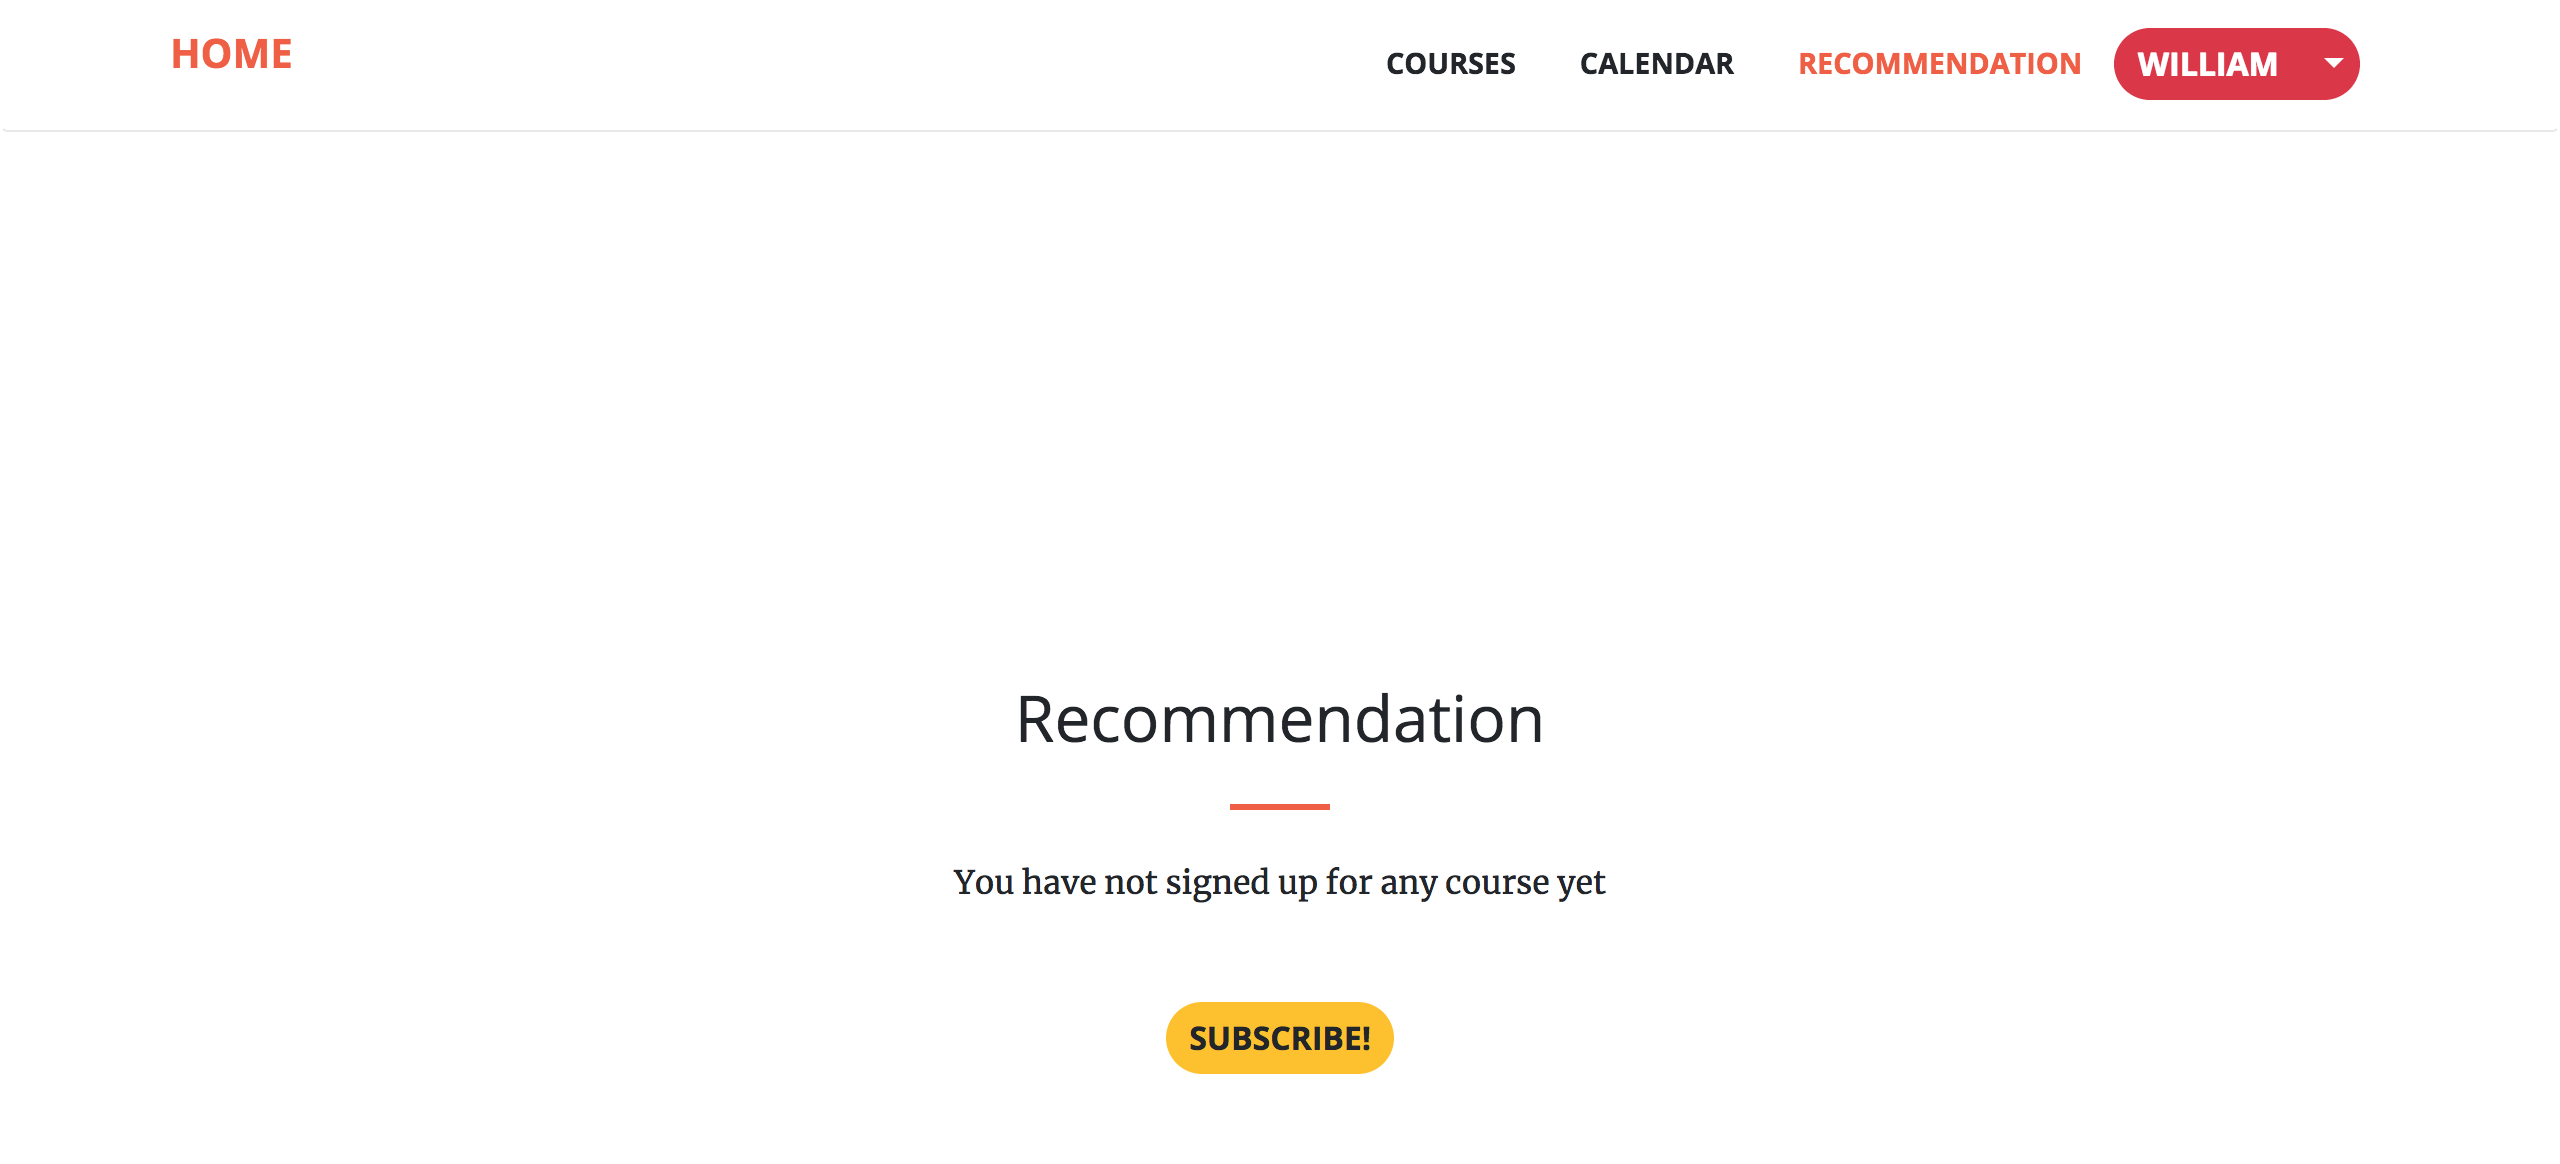 HOME
COURSES CALENDAR RECOMMENDATION WILLIAM
Recommendation
You have not signed up for any course yet
SUBSCRIBE!